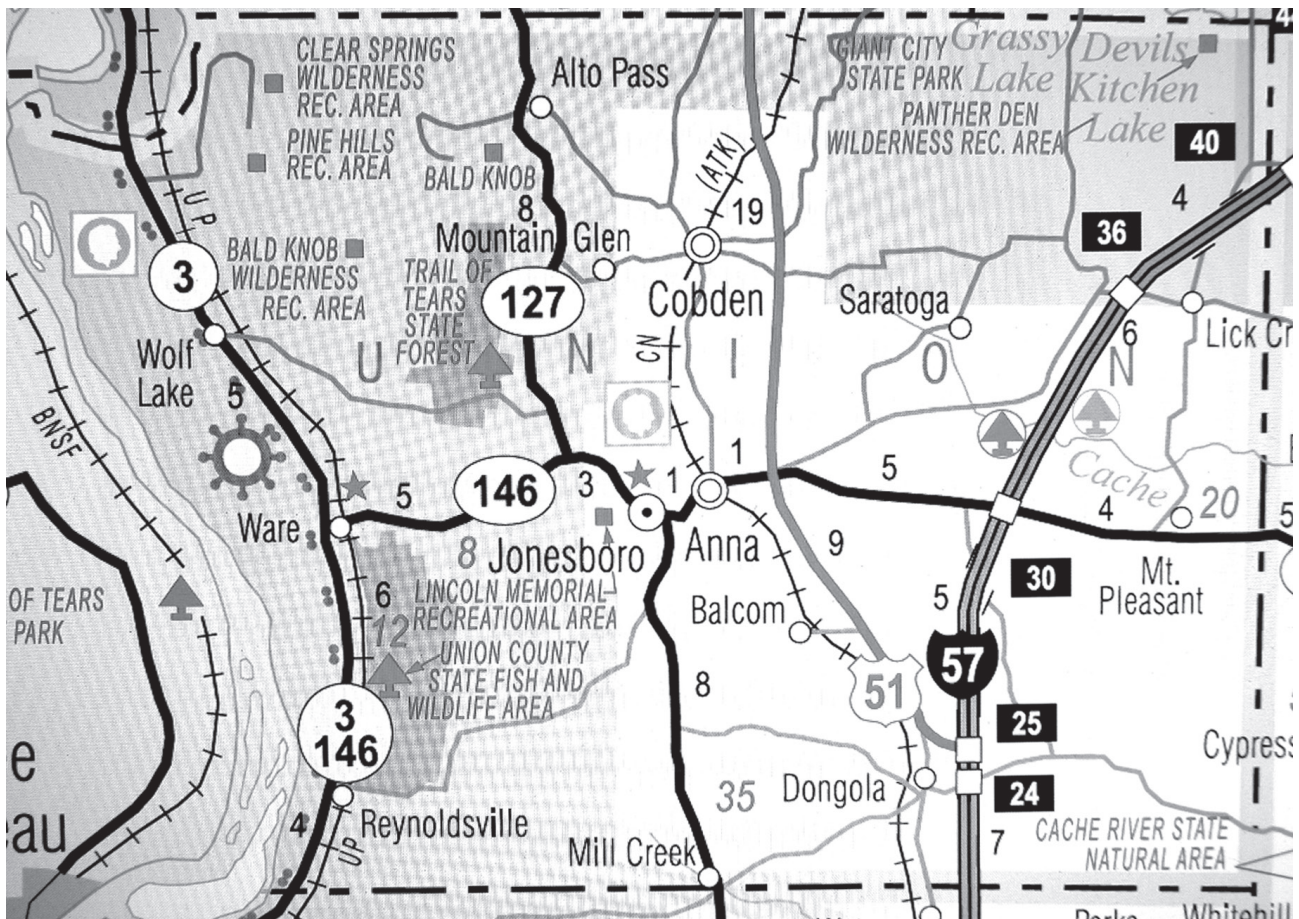 CLEAR SPRINGS
WILDERNESS
REC. AREA
PINE HILLS
REC. AREA
Alto Pass
BALD KNOB
8
Mountain Glen
GIANT CITY
STATE PARK
Grassy
Lake
Devils
Kitchen
Lake
PANTHER DEN
WILDERNESS REC. AREA
40
4
(ATK)
19
36
UP
3
BALD KNOB
WILDERNESS
REC. AREA
TRAIL OF
TEARS
STATE
FOREST
127
Cobden
Saratoga
6
Lick Cr
Wolf
Lake
5
U N I O N
CN
BNSF
Ware
5
146
3
1
1
5
Cache
4
20
5
8
Jonesboro
Anna
9
30
Mt.
Pleasant
5
Balcom
6
12
LINCOLN MEMORIAL
RECREATIONAL AREA
UNION COUNTY
STATE FISH AND
WILDLIFE AREA
OF TEARS
PARK
8
51
57
25
3
146
Cypress
e
au
35
Dongola
24
4
Reynoldsville
UP
Mill Creek
7
CACHE RIVER STATE
NATURAL AREA
Whitehill